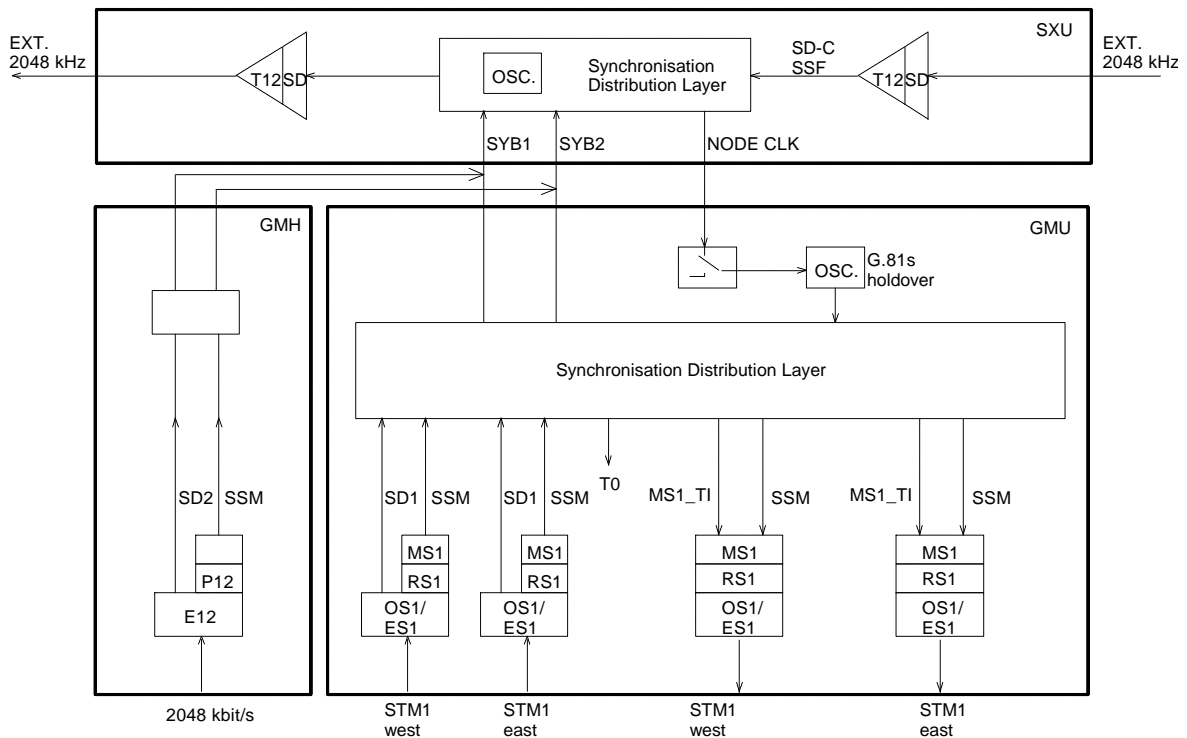 SXU
EXT.
2048 kHz
T12 SD
OSC.
Synchronisation
Distribution Layer
SD-C
SSF
T12 SD
EXT.
2048 kHz
SYB1
SYB2
NODE CLK
GMH
GMU
OSC.
G.81s
holdover
Synchronisation Distribution Layer
SD2
SSM
SD1
SSM
SD1
SSM
T0
MS1_TI
SSM
MS1_TI
SSM
P12
E12
MS1
RS1
OS1/
ES1
MS1
RS1
OS1/
ES1
MS1
RS1
OS1/
ES1
MS1
RS1
OS1/
ES1
2048 kbit/s
STM1
west
STM1
east
STM1
west
STM1
east